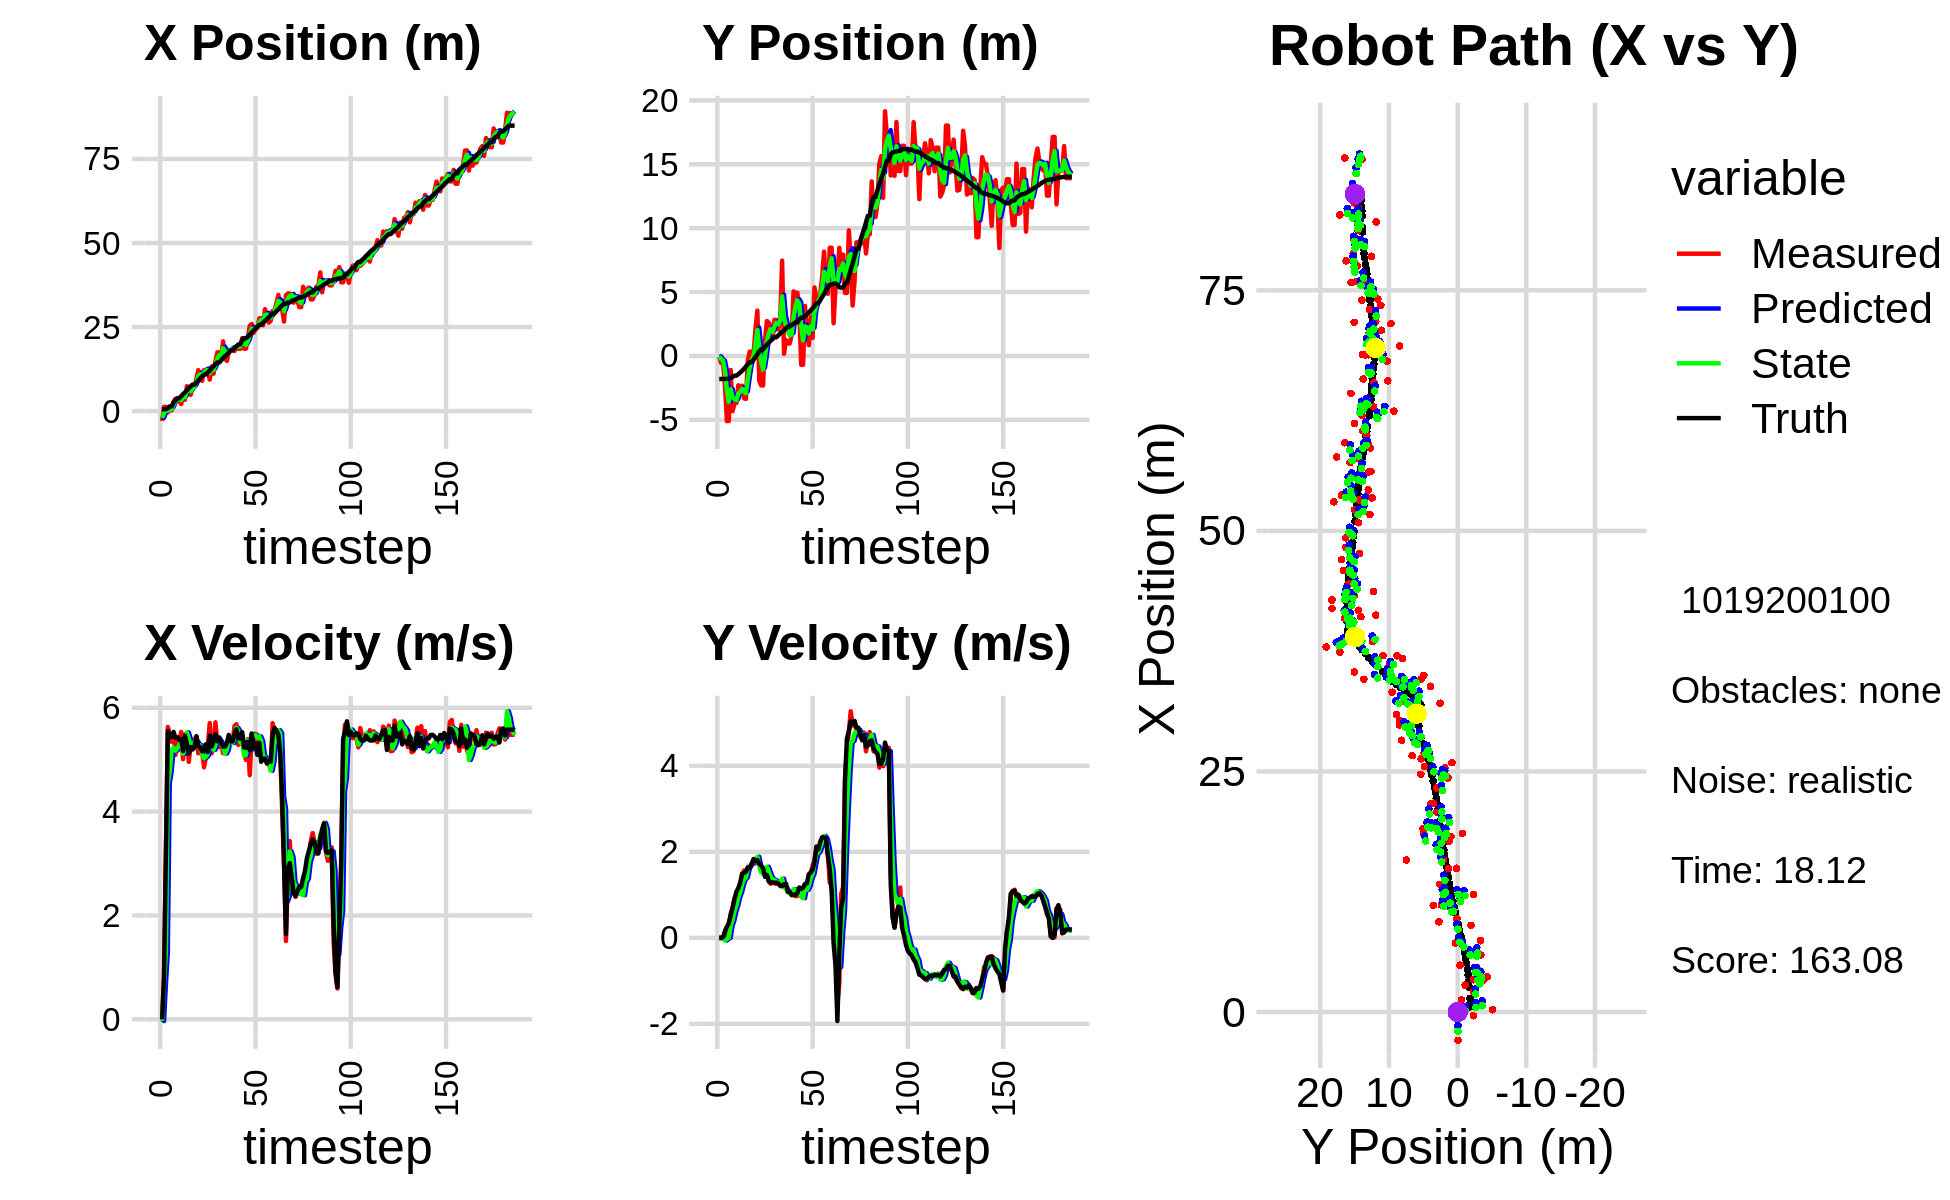 X Position (m)
75
50
25
0
0
50
100
150
timestep
Y Position (m)
20
15
10
5
0
-5
0
50
100
150
timestep
X Velocity (m/s)
6
4
2
0
0
50
100
150
timestep
Y Velocity (m/s)
4
2
0
-2
0
50
100
150
timestep
Robot Path (X vs Y)
X Position (m)
75
50
25
0
20 10 0 -10 -20
Y Position (m)
variable
Measured
Predicted
State
Truth
1019200100
Obstacles: none
Noise: realistic
Time: 18.12
Score: 163.08